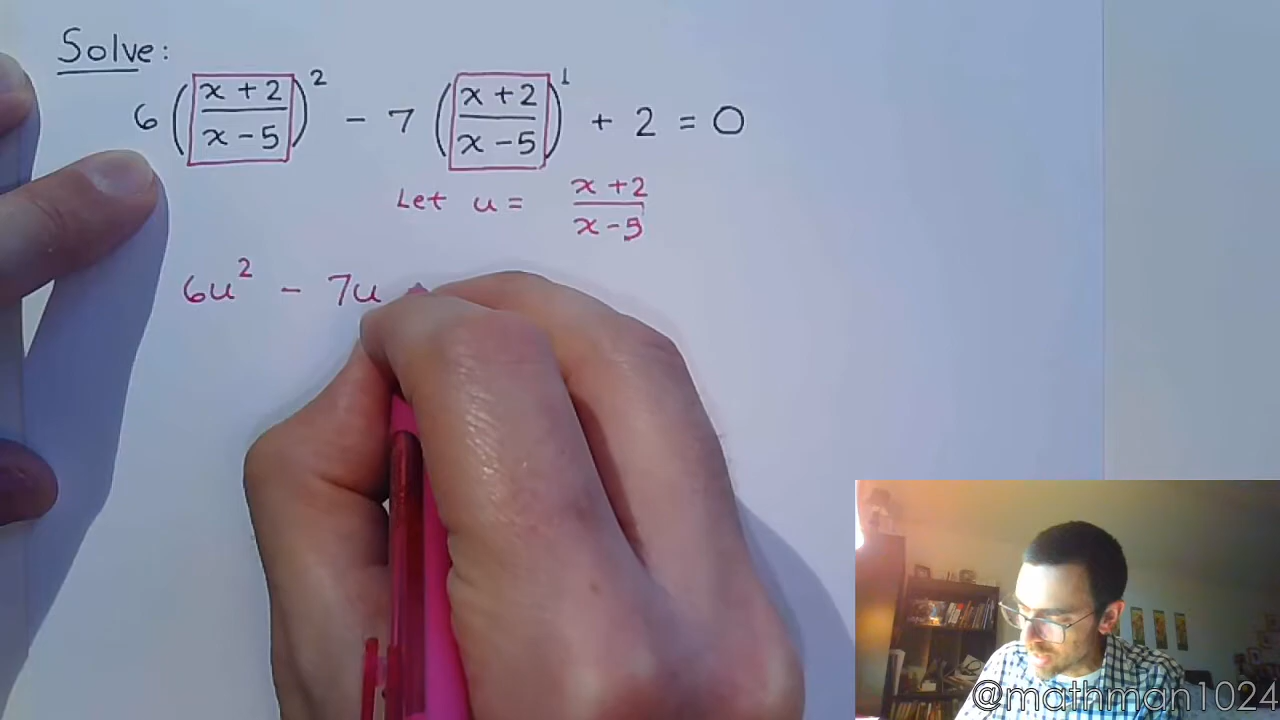 Solve:
6 ( x + 2 / x - 5 )² - 7 ( x + 2 / x - 5 )¹ + 2 = 0
Let u = x + 2 / x - 5
6u² - 7u
@mathman1024